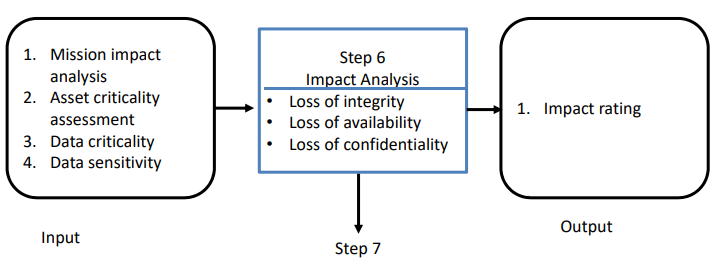 1. Mission impact
analysis
2. Asset criticality
assessment
3. Data criticality
4. Data sensitivity
Input
Step 6
Impact Analysis
• Loss of integrity
• Loss of availability
• Loss of confidentiality
Step 7
1. Impact rating
Output